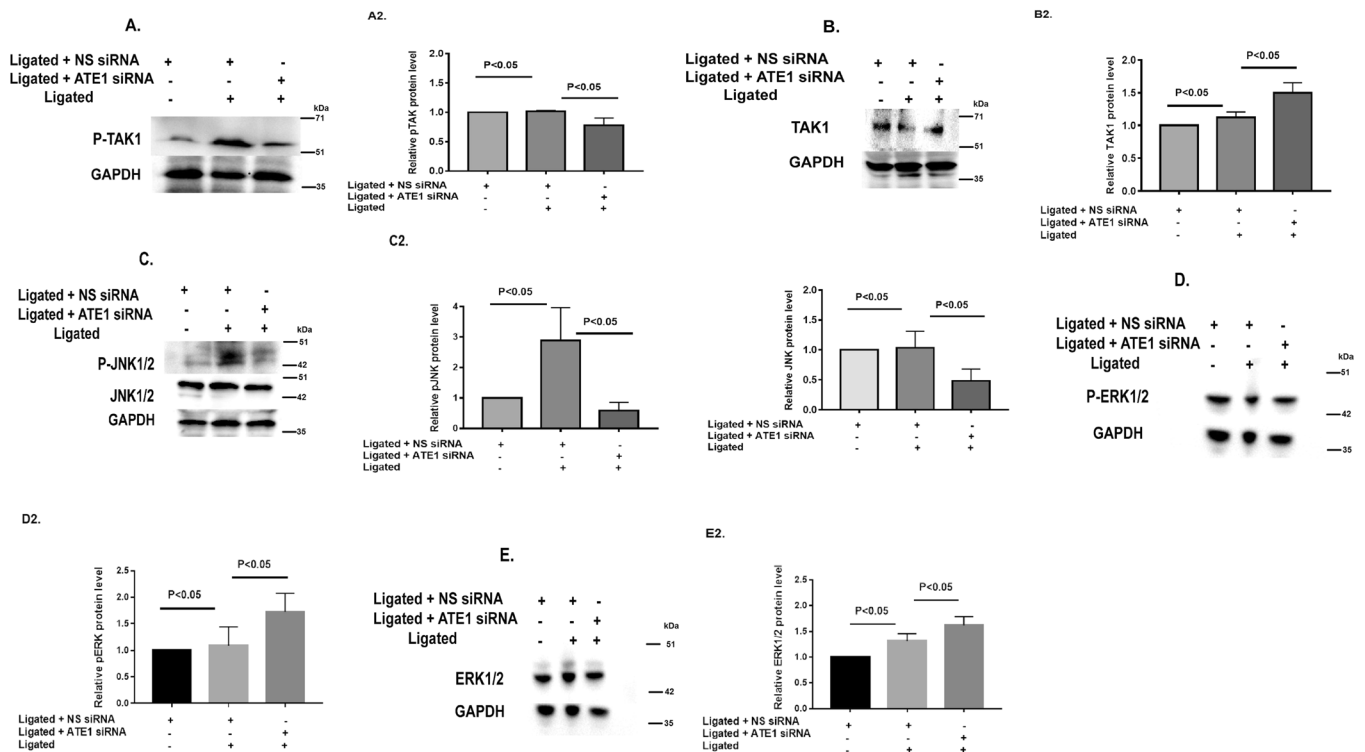 A.
Ligated + NS siRNA + + -
Ligated + ATE1 siRNA - - +
Ligated - + +
kDa
P-TAK1
71
51
GAPDH
35
A2.
Relative pTAK protein level
2.0
1.5
1.0
0.5
0.0
P<0.05
P<0.05
Ligated + NS siRNA + + -
Ligated + ATE1 siRNA - - +
Ligated - + +
B.
Ligated + NS siRNA + + -
Ligated + ATE1 siRNA - - +
Ligated - + +
kDa
TAK1
71
51
GAPDH
35
B2.
Relative TAK1 protein level
2.0
1.5
1.0
0.5
0.0
P<0.05
P<0.05
Ligated + NS siRNA + + -
Ligated + ATE1 siRNA - - +
Ligated - + +
C.
Ligated + NS siRNA + + -
Ligated + ATE1 siRNA - - +
Ligated - + +
kDa
P-JNK1/2
51
42
JNK1/2
51
42
GAPDH
35
C2.
Relative pJNK protein level
4
3
2
1
0
P<0.05
P<0.05
Ligated + NS siRNA + + -
Ligated + ATE1 siRNA - - +
Ligated - + +
Relative JNK protein level
2.0
1.5
1.0
0.5
0.0
P<0.05
P<0.05
Ligated + NS siRNA + + -
Ligated + ATE1 siRNA - - +
Ligated - + +
D.
Ligated + NS siRNA + + -
Ligated + ATE1 siRNA - - +
Ligated - + +
kDa
51
P-ERK1/2
42
GAPDH
35
D2.
Relative pERK protein level
2.5
2.0
1.5
1.0
0.5
0.0
P<0.05
P<0.05
Ligated + NS siRNA + + -
Ligated + ATE1 siRNA - - +
Ligated - + +
E.
Ligated + NS siRNA + + -
Ligated + ATE1 siRNA - - +
Ligated - + +
kDa
51
ERK1/2
42
GAPDH
35
E2.
Relative ERK1/2 protein level
2.5
2.0
1.5
1.0
0.5
0.0
P<0.05
P<0.05
Ligated + NS siRNA + + -
Ligated + ATE1 siRNA - - +
Ligated - + +